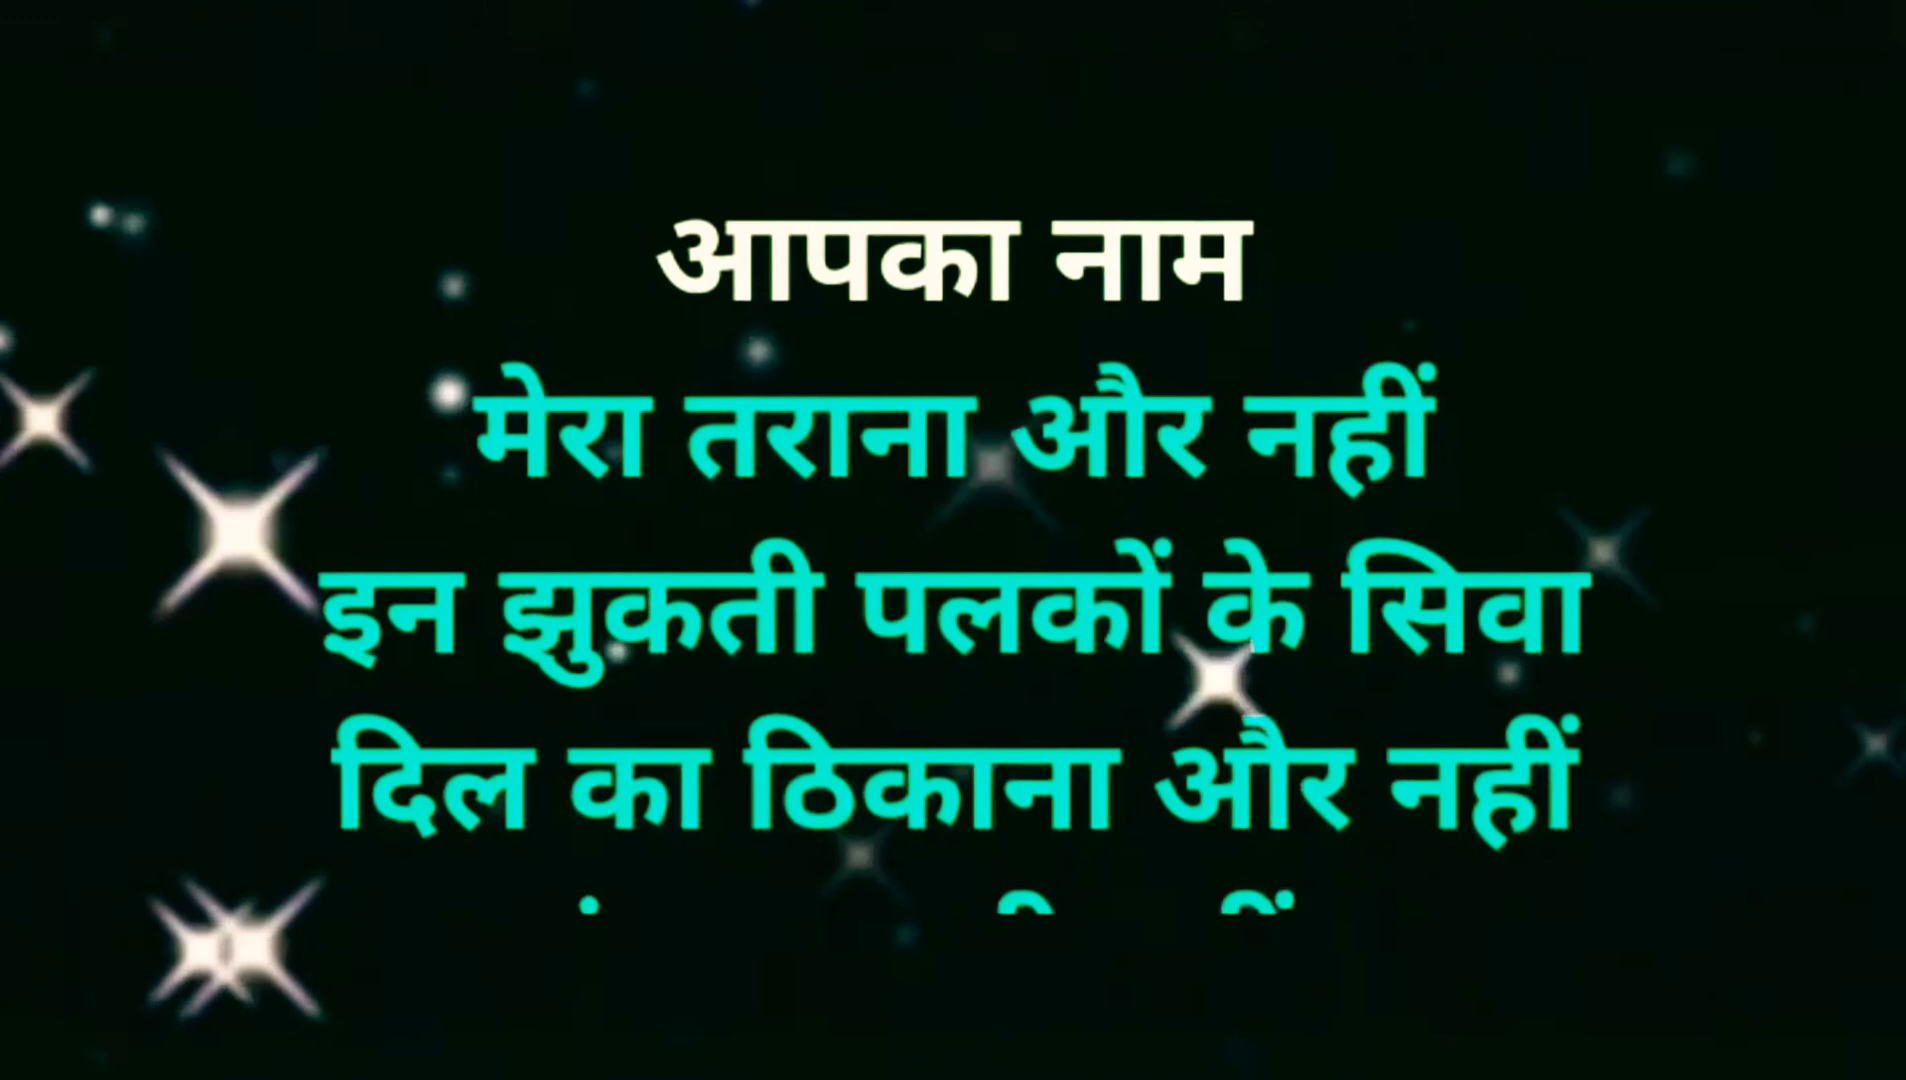 आपका नाम
मेरा तराना और नहीं
इन झुकती पलकों के सिवा
दिल का ठिकाना और नहीं